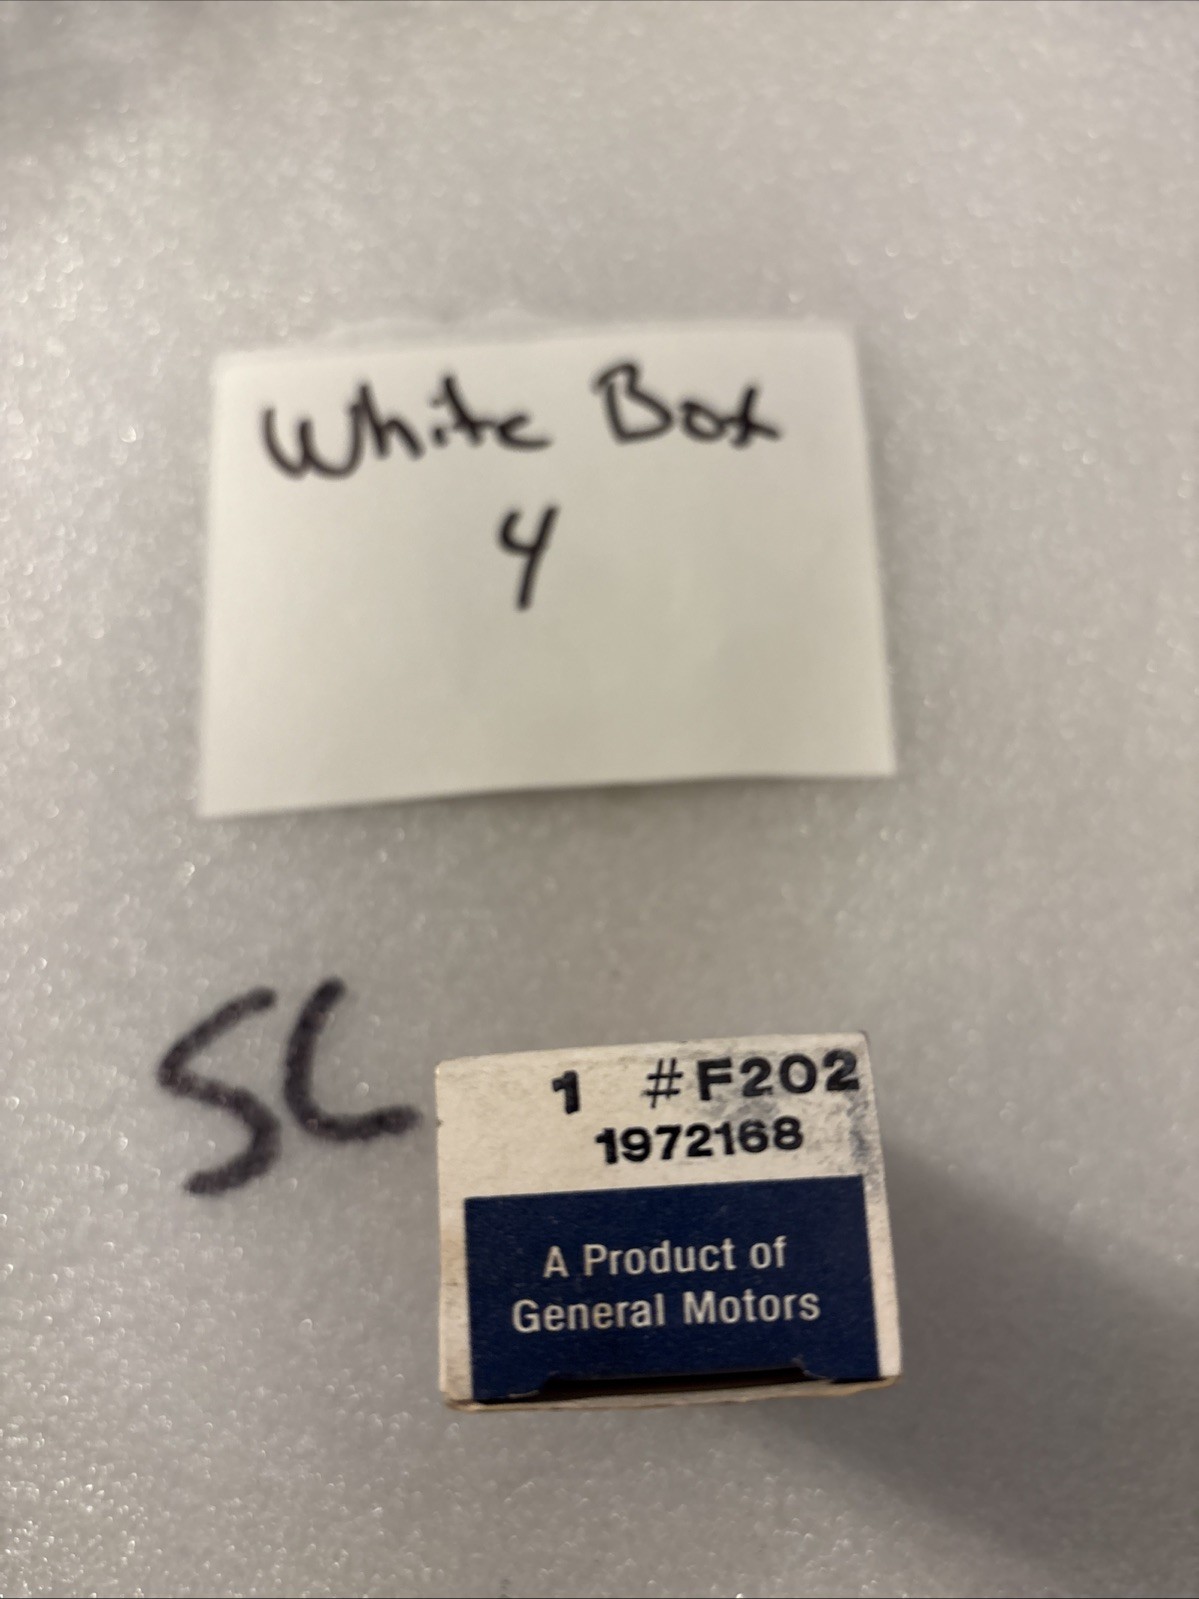 White Box
4
SC
1 #F202
1972168
A Product of
General Motors